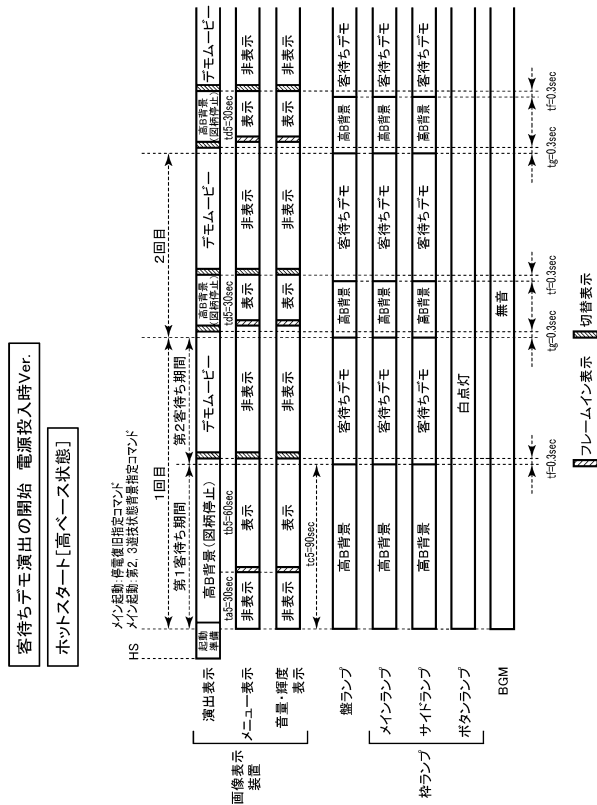 客待ちデモ演出の開始 電源投入時Ver.
ホットスタート[高ベース状態]
メイン起動:停電復旧指定コマンド
メイン起動:第2,3遊技状態背景指定コマンド
HS
1回目
2回目
第1客待ち期間
第2客待ち期間
画像表示装置
演出表示
起動準備
高B背景(図柄停止)
デモムービー
高B背景(図柄停止)
デモムービー
高B背景(図柄停止)
デモムービー
ta5=30sec
tb5=60sec
td5=30sec
td5=30sec
メニュー表示
非表示
表示
非表示
表示
非表示
表示
非表示
音量・輝度表示
非表示
表示
非表示
表示
非表示
表示
非表示
tc5=90sec
盤ランプ
高B背景
客待ちデモ
高B背景
客待ちデモ
高B背景
客待ちデモ
枠ランプ
メインランプ
高B背景
客待ちデモ
高B背景
客待ちデモ
高B背景
客待ちデモ
サイドランプ
高B背景
客待ちデモ
高B背景
客待ちデモ
高B背景
客待ちデモ
ボタンランプ
白点灯
BGM
無音
tf=0.3sec
tg=0.3sec
tf=0.3sec
tg=0.3sec
tf=0.3sec
フレームイン表示
切替表示